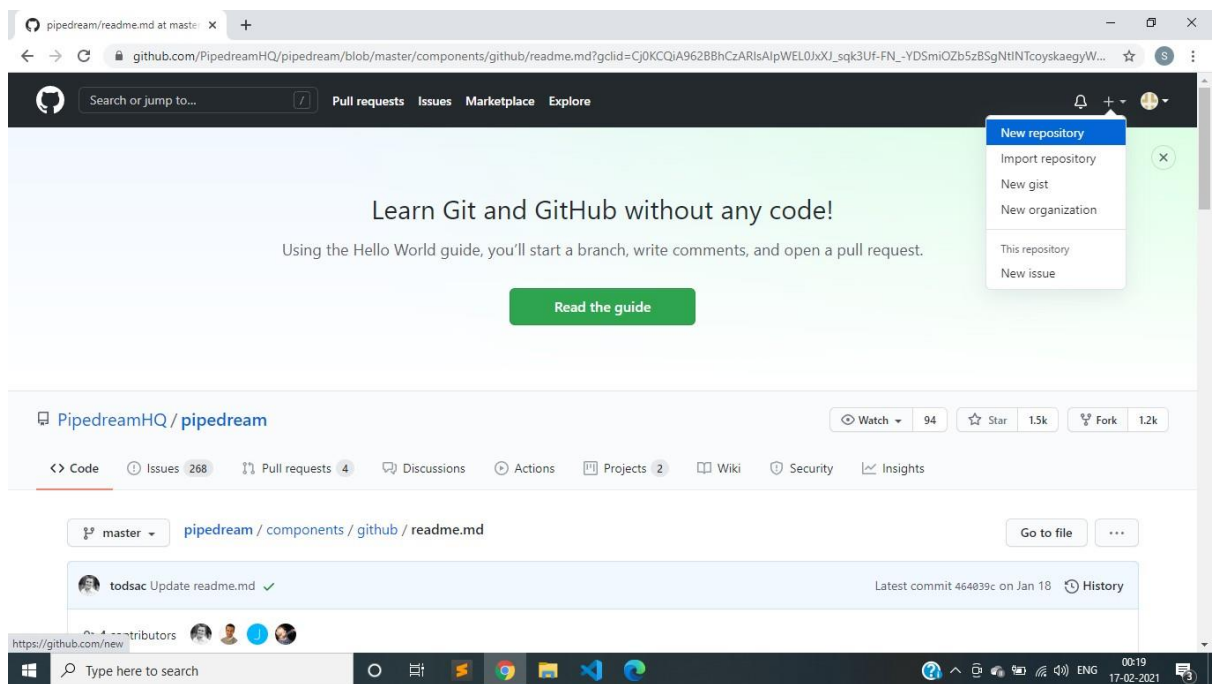 pipedream/readme.md at maste
github.com/PipedreamHQ/pipedream/blob/master/components/github/readme.md?gclid=Cj0KCQiA962BBhCzARIsAIpWEL0JxXJ_sqk3Uf-FN_-YDSmiOZb5zBSgNtINTcoyskaegyW...
S
Search or jump to... /
Pull requests Issues Marketplace Explore
New repository
Import repository
New gist
New organization
This repository
New issue
Learn Git and GitHub without any code!
Using the Hello World guide, you'll start a branch, write comments, and open a pull request.
Read the guide
PipedreamHQ / pipedream
Watch 94 Star 1.5k Fork 1.2k
<> Code Issues 268 Pull requests 4 Discussions Actions Projects 2 Wiki Security Insights
master pipedream / components / github / readme.md Go to file ...
todsac Update readme.md Latest commit 464039c on Jan 18 History
contributors
https://github.com/new
Type here to search
ENG
00:19
17-02-2021
3